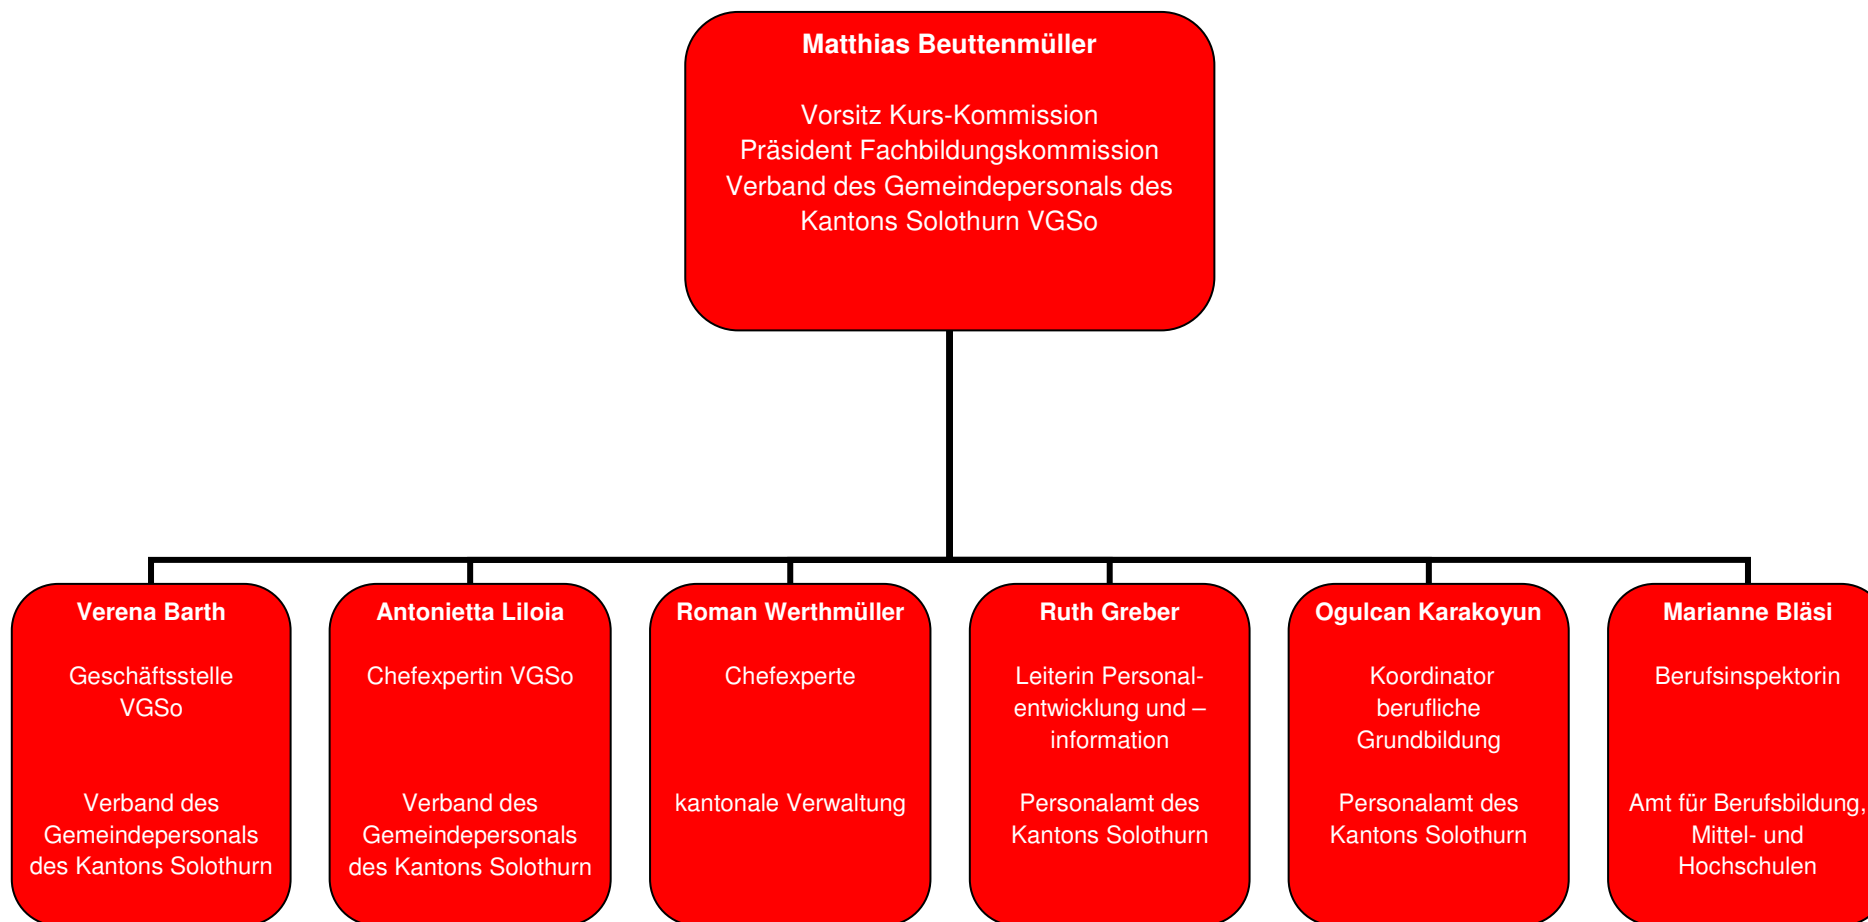 Matthias Beuttenmüller
Vorsitz Kurs-Kommission
Präsident Fachbildungskommission
Verband des Gemeindepersonals des
Kantons Solothurn VGSo
Verena Barth
Geschäftsstelle
VGSo
Verband des
Gemeindepersonals
des Kantons Solothurn
Antonietta Liloia
Chefexpertin VGSo
Verband des
Gemeindepersonals
des Kantons Solothurn
Roman Werthmüller
Chefexperte
kantonale Verwaltung
Ruth Greber
Leiterin Personal-
entwicklung und –
information
Personalamt des
Kantons Solothurn
Ogulcan Karakoyun
Koordinator
berufliche
Grundbildung
Personalamt des
Kantons Solothurn
Marianne Bläsi
Berufsinspektorin
Amt für Berufsbildung,
Mittel- und
Hochschulen